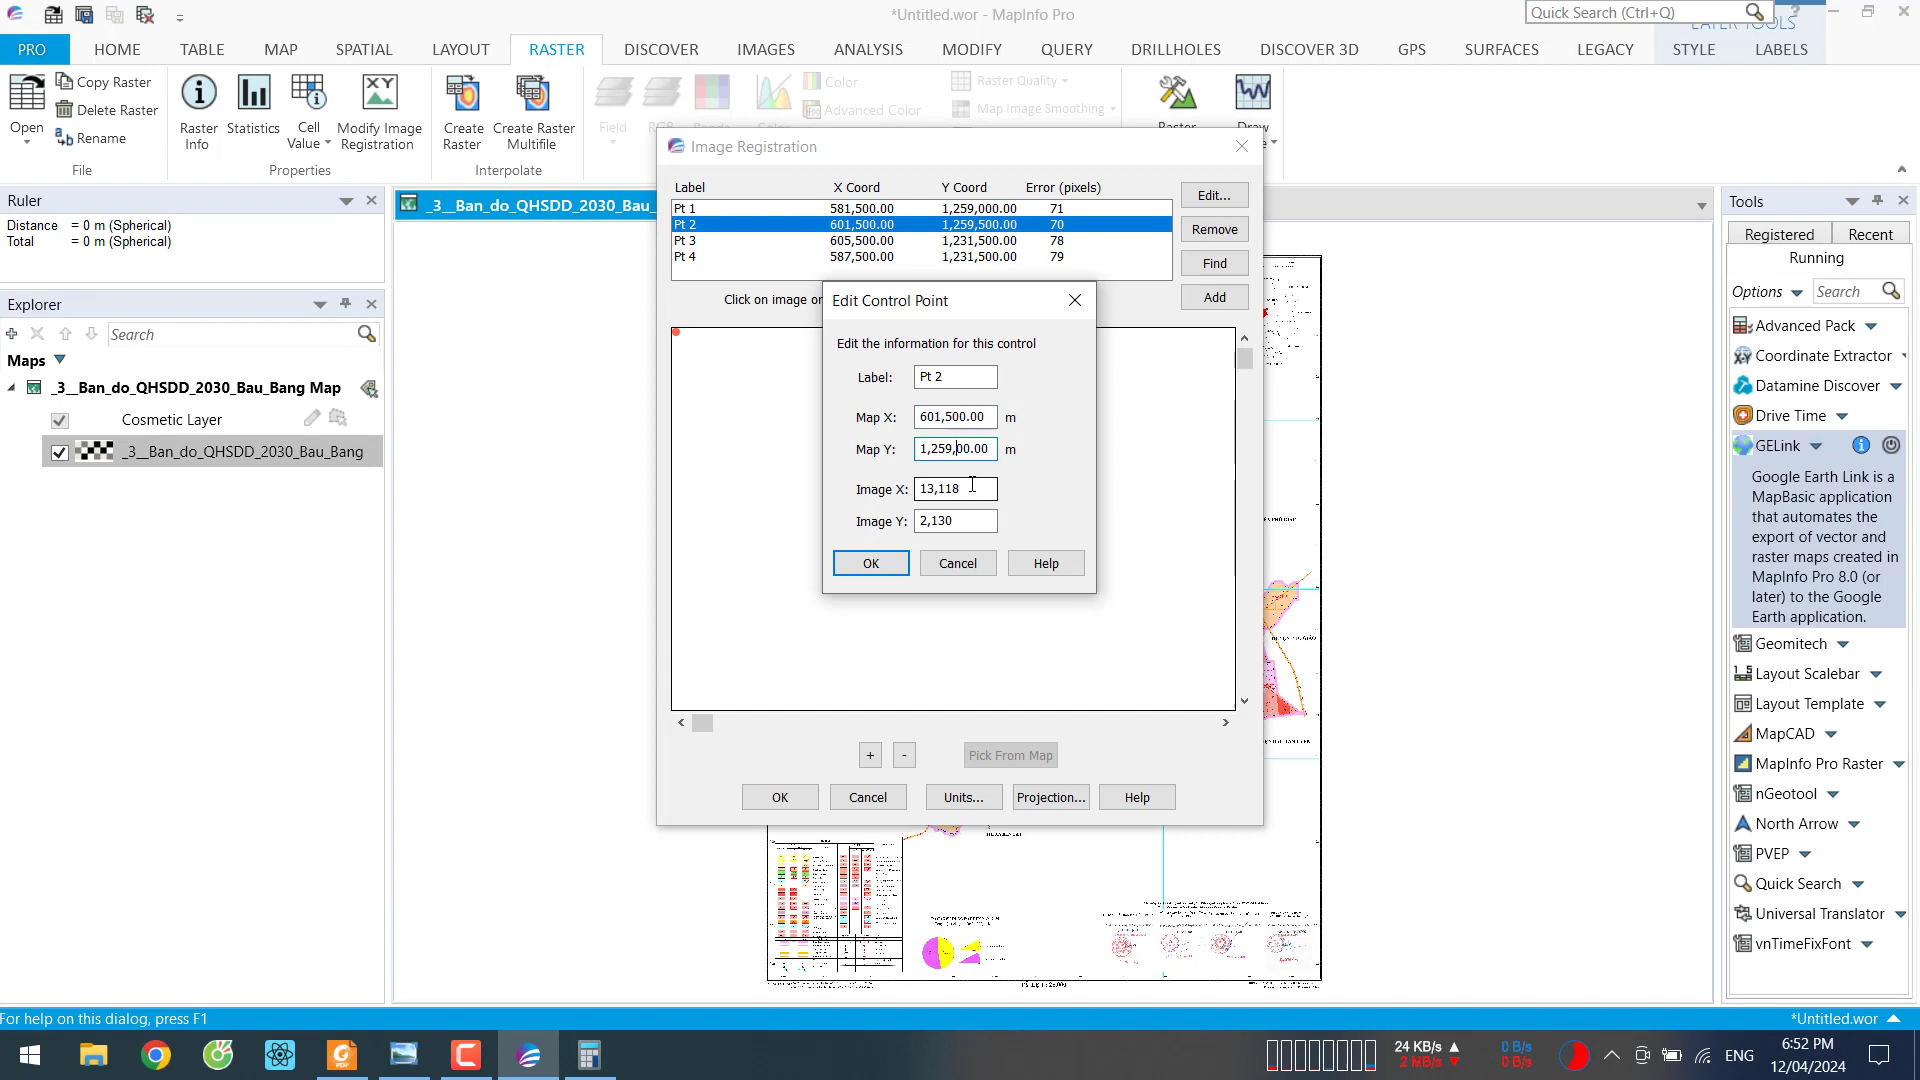 *Untitled.wor - MapInfo Pro
Quick Search (Ctrl+Q)
LAYER TOOLS
PRO HOME TABLE MAP SPATIAL LAYOUT RASTER DISCOVER IMAGES ANALYSIS MODIFY QUERY DRILLHOLES DISCOVER 3D GPS SURFACES LEGACY STYLE LABELS
Open
Copy Raster
Delete Raster
Rename
File
Raster Info
Statistics
Cell Value
Modify Image Registration
Properties
Create Raster
Create Raster Multifile
Interpolate
Field
Color
Advanced Color
Raster Quality
Map Image Smoothing
Raster
Draw
Ruler
Distance = 0 m (Spherical)
Total = 0 m (Spherical)
Explorer
Search
Maps
_3__Ban_do_QHSDD_2030_Bau_Bang Map
Cosmetic Layer
_3__Ban_do_QHSDD_2030_Bau_Bang
_3__Ban_do_QHSDD_2030_Bau_
Image Registration
Label X Coord Y Coord Error (pixels)
Pt 1 581,500.00 1,259,000.00 71
Pt 2 601,500.00 1,259,500.00 70
Pt 3 605,500.00 1,231,500.00 78
Pt 4 587,500.00 1,231,500.00 79
Edit...
Remove
Find
Add
Click on image or
Edit Control Point
Edit the information for this control
Label: Pt 2
Map X: 601,500.00 m
Map Y: 1,259,00.00 m
Image X: 13,118
Image Y: 2,130
OK Cancel Help
+ - Pick From Map
OK Cancel Units... Projection... Help
Tools
Registered Recent
Running
Options Search
Advanced Pack
Coordinate Extractor
Datamine Discover
Drive Time
GELink
Google Earth Link is a
MapBasic application
that automates the
export of vector and
raster maps created in
MapInfo Pro 8.0 (or
later) to the Google
Earth application.
Geomitech
Layout Scalebar
Layout Template
MapCAD
MapInfo Pro Raster
nGeotool
North Arrow
PVEP
Quick Search
Universal Translator
vnTimeFixFont
For help on this dialog, press F1
*Untitled.wor
24 KB/s
2 MB/s
0 B/s
0 B/s
ENG
6:52 PM
12/04/2024